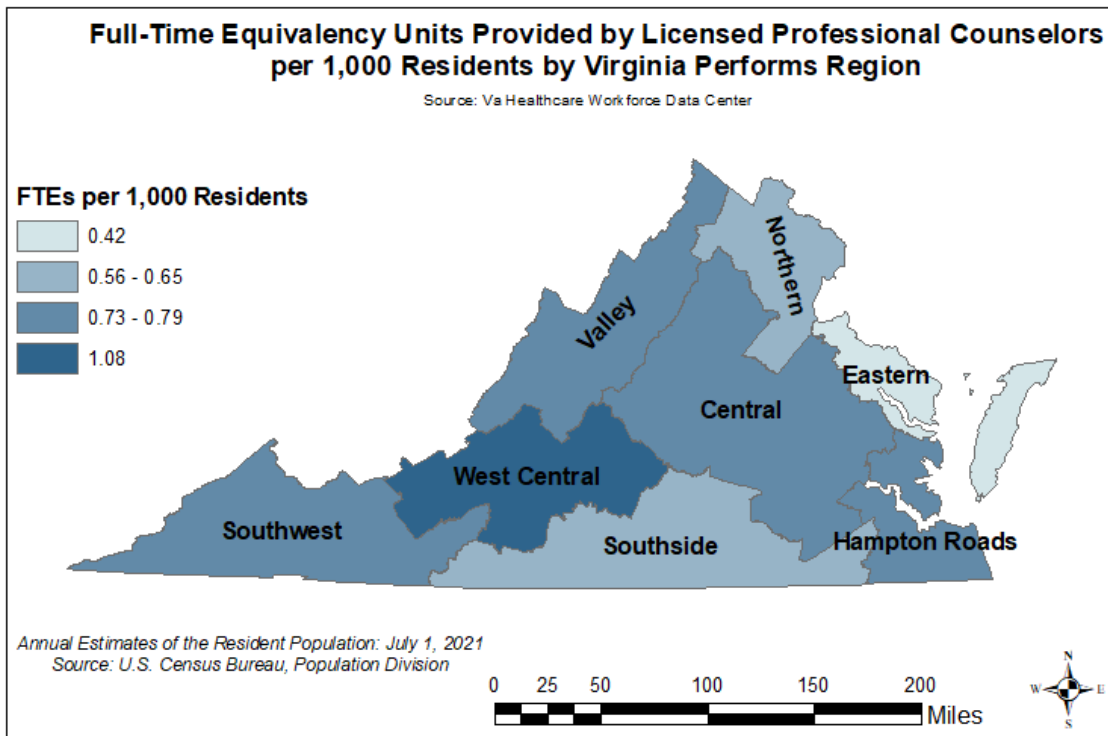 Full-Time Equivalency Units Provided by Licensed Professional Counselors
per 1,000 Residents by Virginia Performs Region
Source: Va Healthcare Workforce Data Center
FTEs per 1,000 Residents
0.42
0.56 - 0.65
0.73 - 0.79
1.08
Northern
Valley
Eastern
Central
West Central
Southwest
Southside
Hampton Roads
Annual Estimates of the Resident Population: July 1, 2021
Source: U.S. Census Bureau, Population Division
0 25 50 100 150 200
Miles
N
W E
S